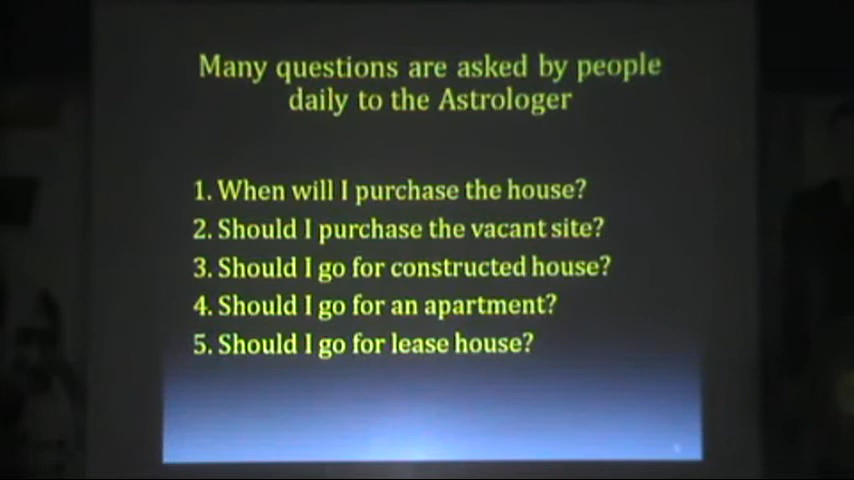 Many questions are asked by people
daily to the Astrologer
1. When will I purchase the house?
2. Should I purchase the vacant site?
3. Should I go for constructed house?
4. Should I go for an apartment?
5. Should I go for lease house?